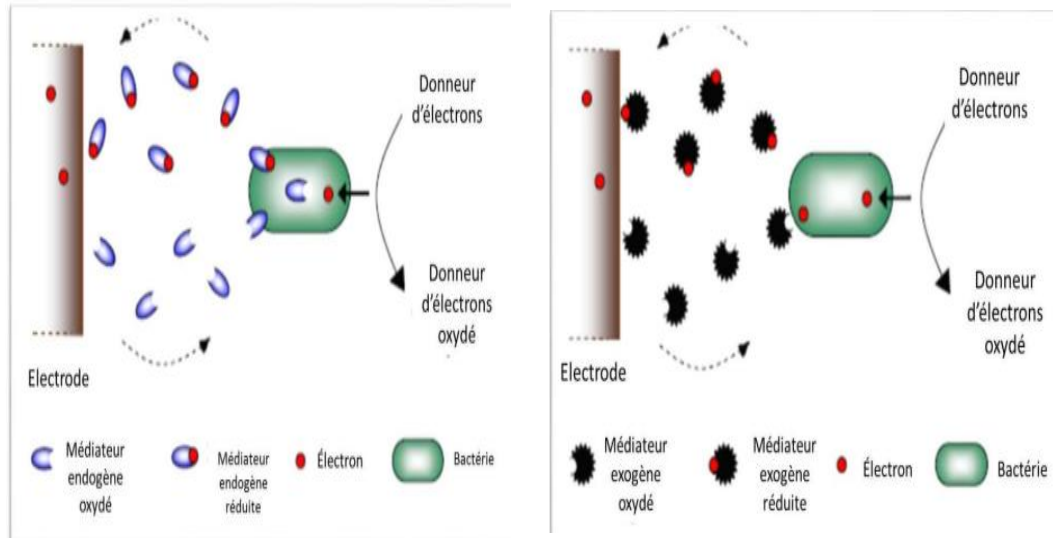 Donneur
d'électrons
Donneur
d'électrons
oxydé
Electrode
Médiateur
endogène
oxydé
Médiateur
endogène
réduite
Électron
Bactérie
Donneur
d'électrons
Donneur
d'électrons
oxydé
Electrode
Médiateur
exogène
oxydé
Médiateur
exogène
réduite
Électron
Bactérie